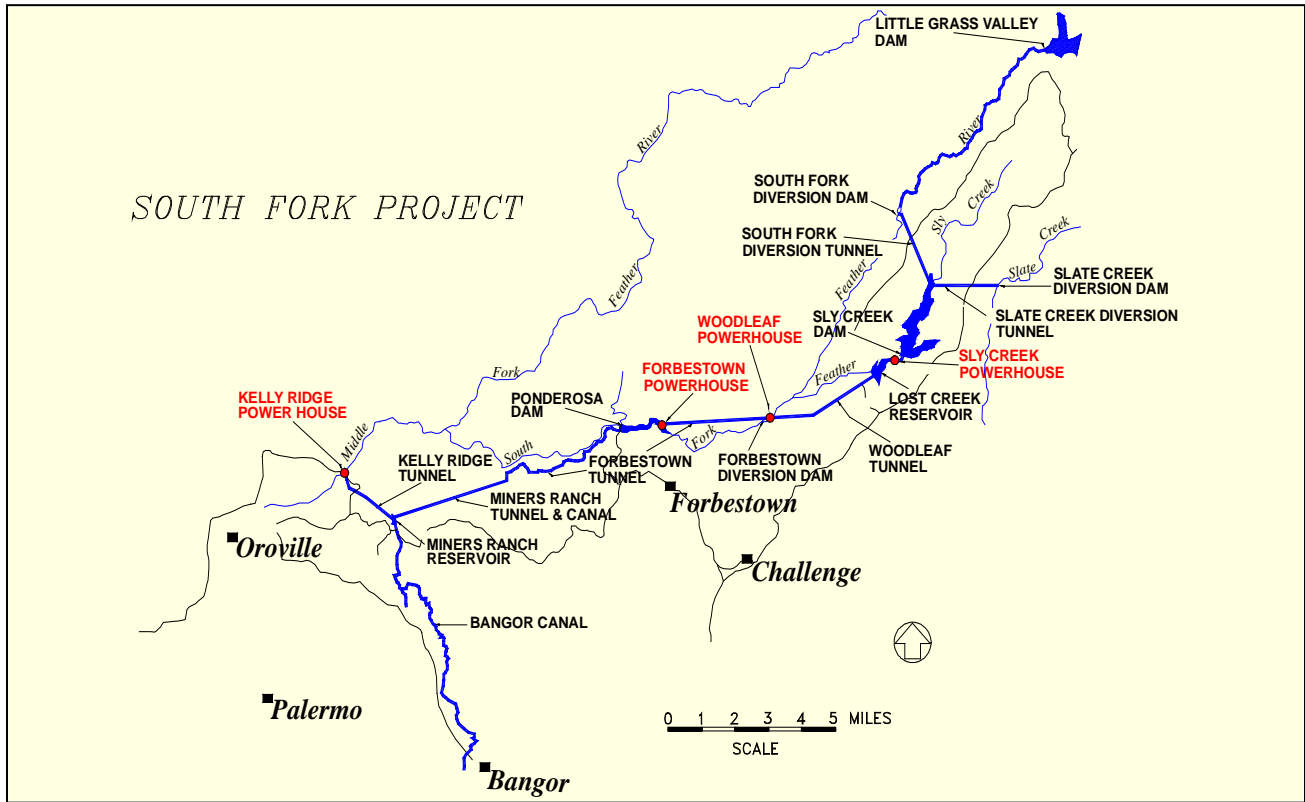 LITTLE GRASS VALLEY
DAM
River
River
SOUTH FORK PROJECT
SOUTH FORK
DIVERSION DAM
Sly
Creek
SOUTH FORK
DIVERSION TUNNEL
Creek
Slate
SLATE CREEK
DIVERSION DAM
Feather
Feather
SLY CREEK
DAM
SLATE CREEK DIVERSION
TUNNEL
WOODLEAF
POWERHOUSE
SLY CREEK
POWERHOUSE
Fork
FORBESTOWN
POWERHOUSE
Feather
LOST CREEK
RESERVOIR
KELLY RIDGE
POWER HOUSE
PONDEROSA
DAM
Middle
South
Fork
KELLY RIDGE
TUNNEL
FORBESTOWN
TUNNEL
FORBESTOWN
DIVERSION DAM
WOODLEAF
TUNNEL
MINERS RANCH
TUNNEL & CANAL
Forbestown
Oroville
MINERS RANCH
RESERVOIR
Challenge
BANGOR CANAL
Palermo
0 1 2 3 4 5 MILES
SCALE
Bangor